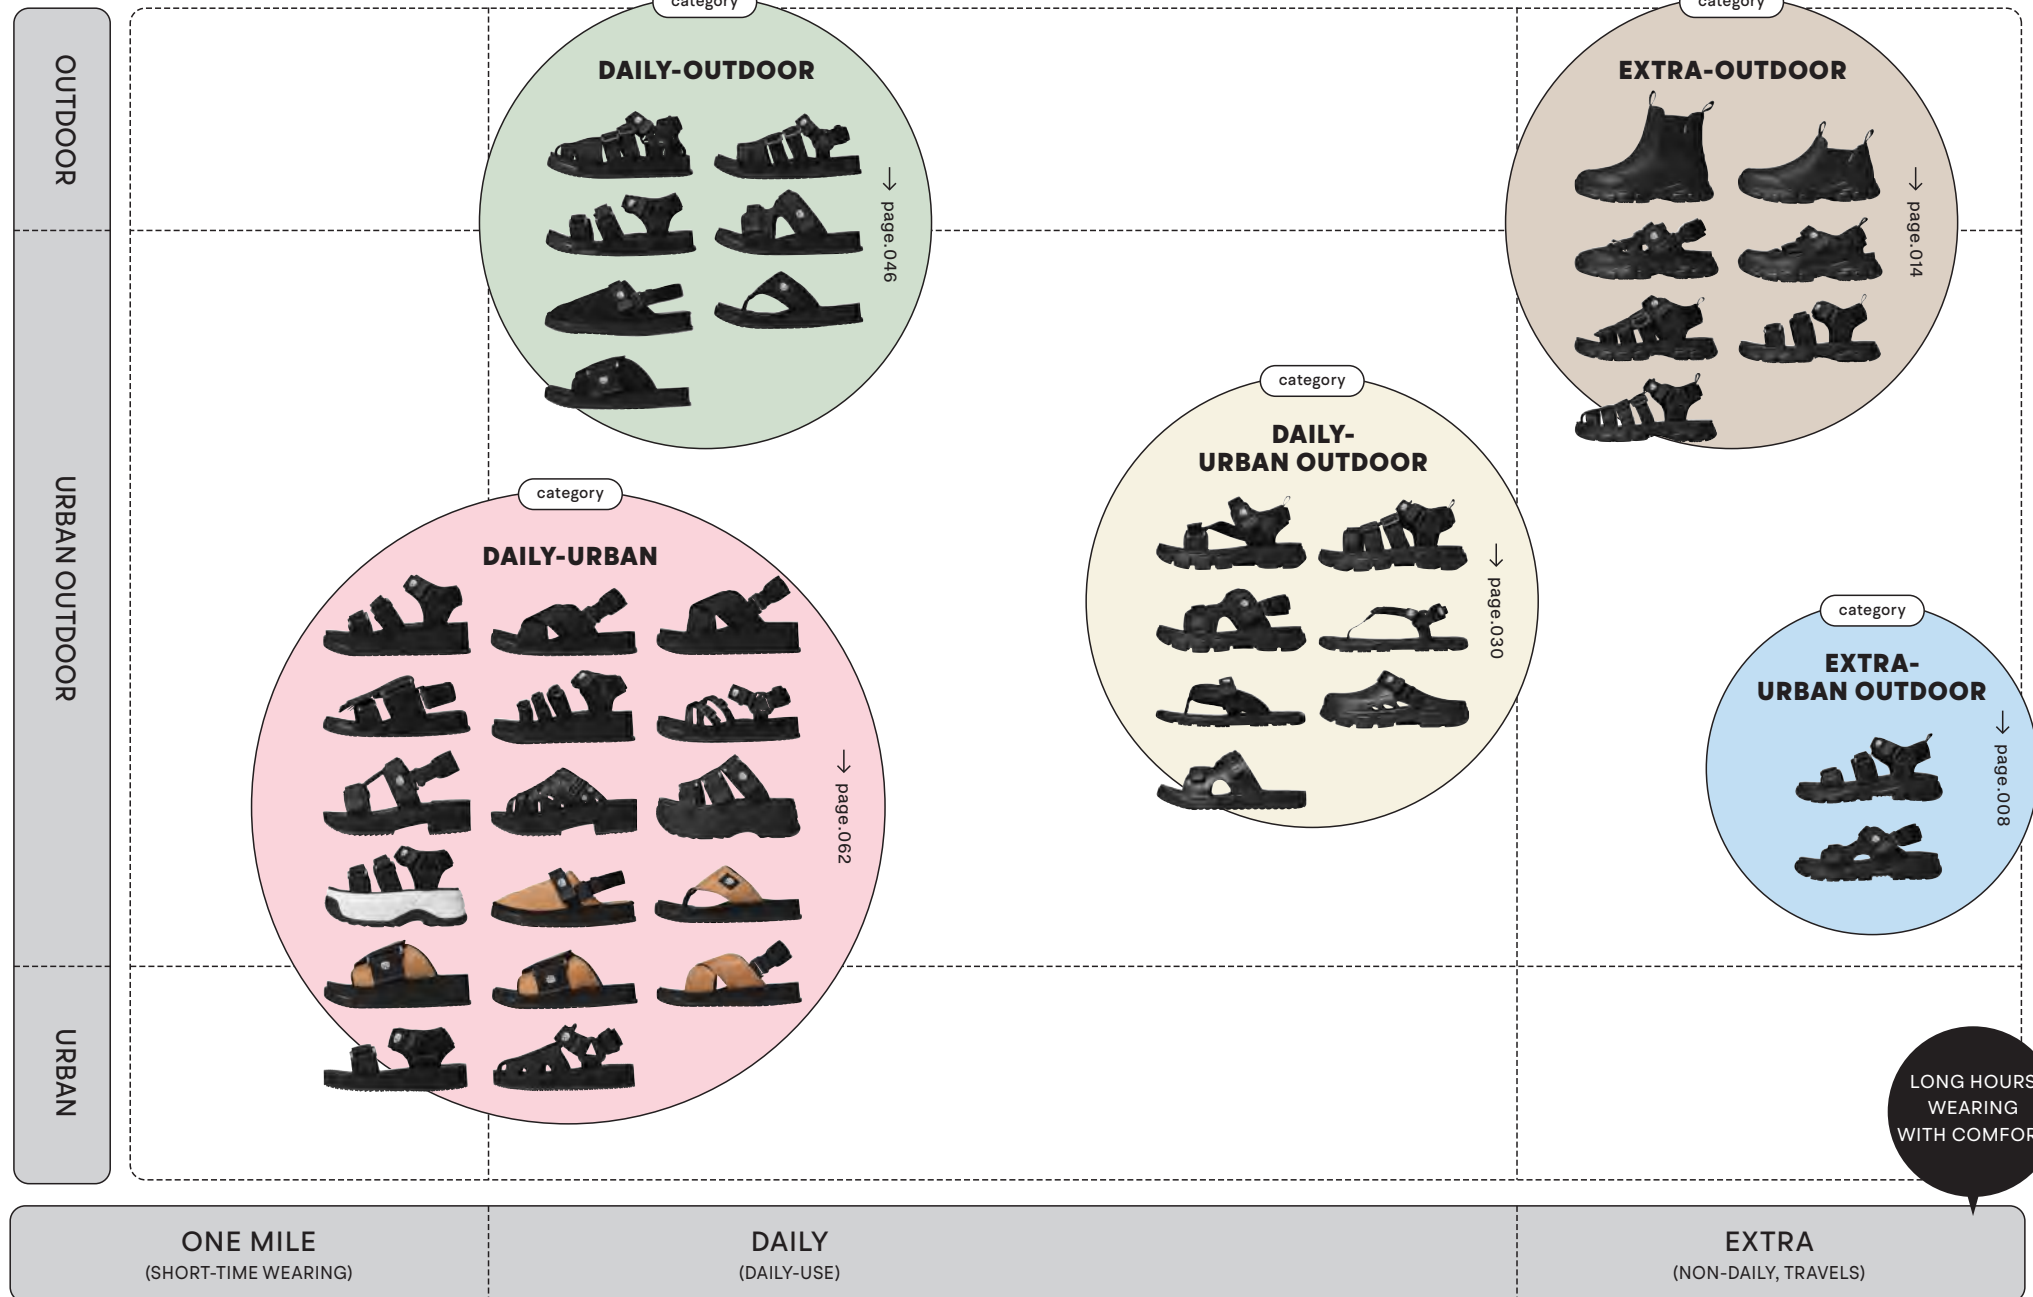 category
DAILY-OUTDOOR
→ page.046
category
EXTRA-OUTDOOR
→ page.014
category
DAILY-
URBAN OUTDOOR
→ page.030
category
DAILY-URBAN
→ page.062
category
EXTRA-
URBAN OUTDOOR
→ page.008
OUTDOOR
URBAN OUTDOOR
URBAN
LONG HOURS
WEARING
WITH COMFOR
ONE MILE
(SHORT-TIME WEARING)
DAILY
(DAILY-USE)
EXTRA
(NON-DAILY, TRAVELS)